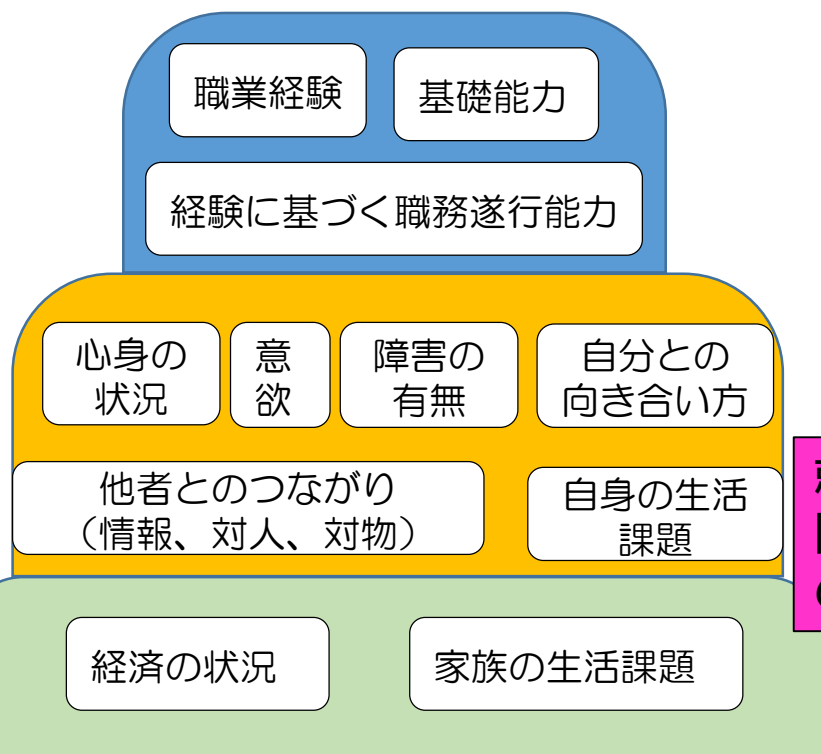 職業経験
基礎能力
経験に基づく職務遂行能力
心身の
状況
意
欲
障害の
有無
自分との
向き合い方
他者とのつながり
（情報、対人、対物）
自身の生活
課題
経済の状況
家族の生活課題